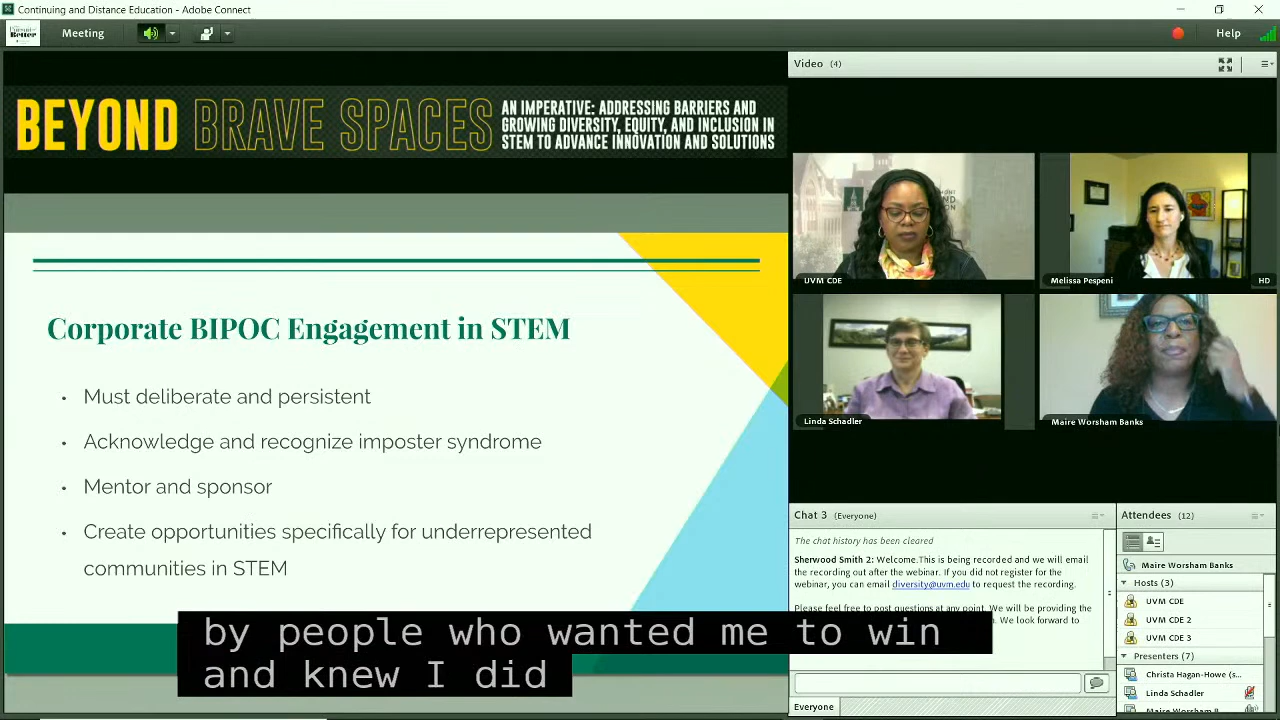 Continuing and Distance Education - Adobe Connect
Meeting
Help
BEYOND BRAVE SPACES
AN IMPERATIVE: ADDRESSING BARRIERS AND
GROWING DIVERSITY, EQUITY, AND INCLUSION IN
STEM TO ADVANCE INNOVATION AND SOLUTIONS
Corporate BIPOC Engagement in STEM
• Must deliberate and persistent
• Acknowledge and recognize imposter syndrome
• Mentor and sponsor
• Create opportunities specifically for underrepresented
communities in STEM
by people who wanted me to win
and knew I did
Video (4)
UVM CDE
Melissa Pespeni
HD
Linda Schadler
Maire Worsham Banks
Chat 3 (Everyone)
The chat history has been cleared
Sherwood Smith 2: Welcome.This is being recorded and we will email
the recording out after the webinar. If you did not register for the
webinar, you can email diversity@uvm.edu to request the recording.
Please feel free to post questions at any point. We will be providing the
We look forward to
Everyone
Attendees (12)
Maire Worsham Banks
Hosts (3)
UVM CDE
UVM CDE 2
UVM CDE 3
Presenters (7)
Christa Hagan-Howe (s...
Linda Schadler
Maire Worsham B